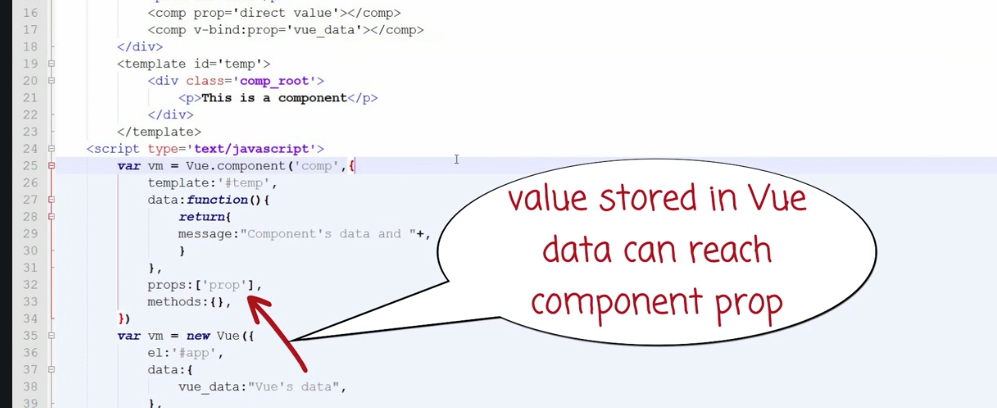 16 <comp prop='direct value'></comp>
17 <comp v-bind:prop='vue_data'></comp>
18 </div>
19 <template id='temp'>
20 <div class='comp_root'>
21 <p>This is a component</p>
22 </div>
23 </template>
24 <script type='text/javascript'>
25 var vm = Vue.component('comp',{
26 template:'#temp',
27 data:function(){
28 return{
29 message:"Component's data and "+,
30 }
31 },
32 props:['prop'],
33 methods:{},
34 })
35 var vm = new Vue({
36 el:'#app',
37 data:{
38 vue_data:"Vue's data",
39 },
value stored in Vue
data can reach
component prop